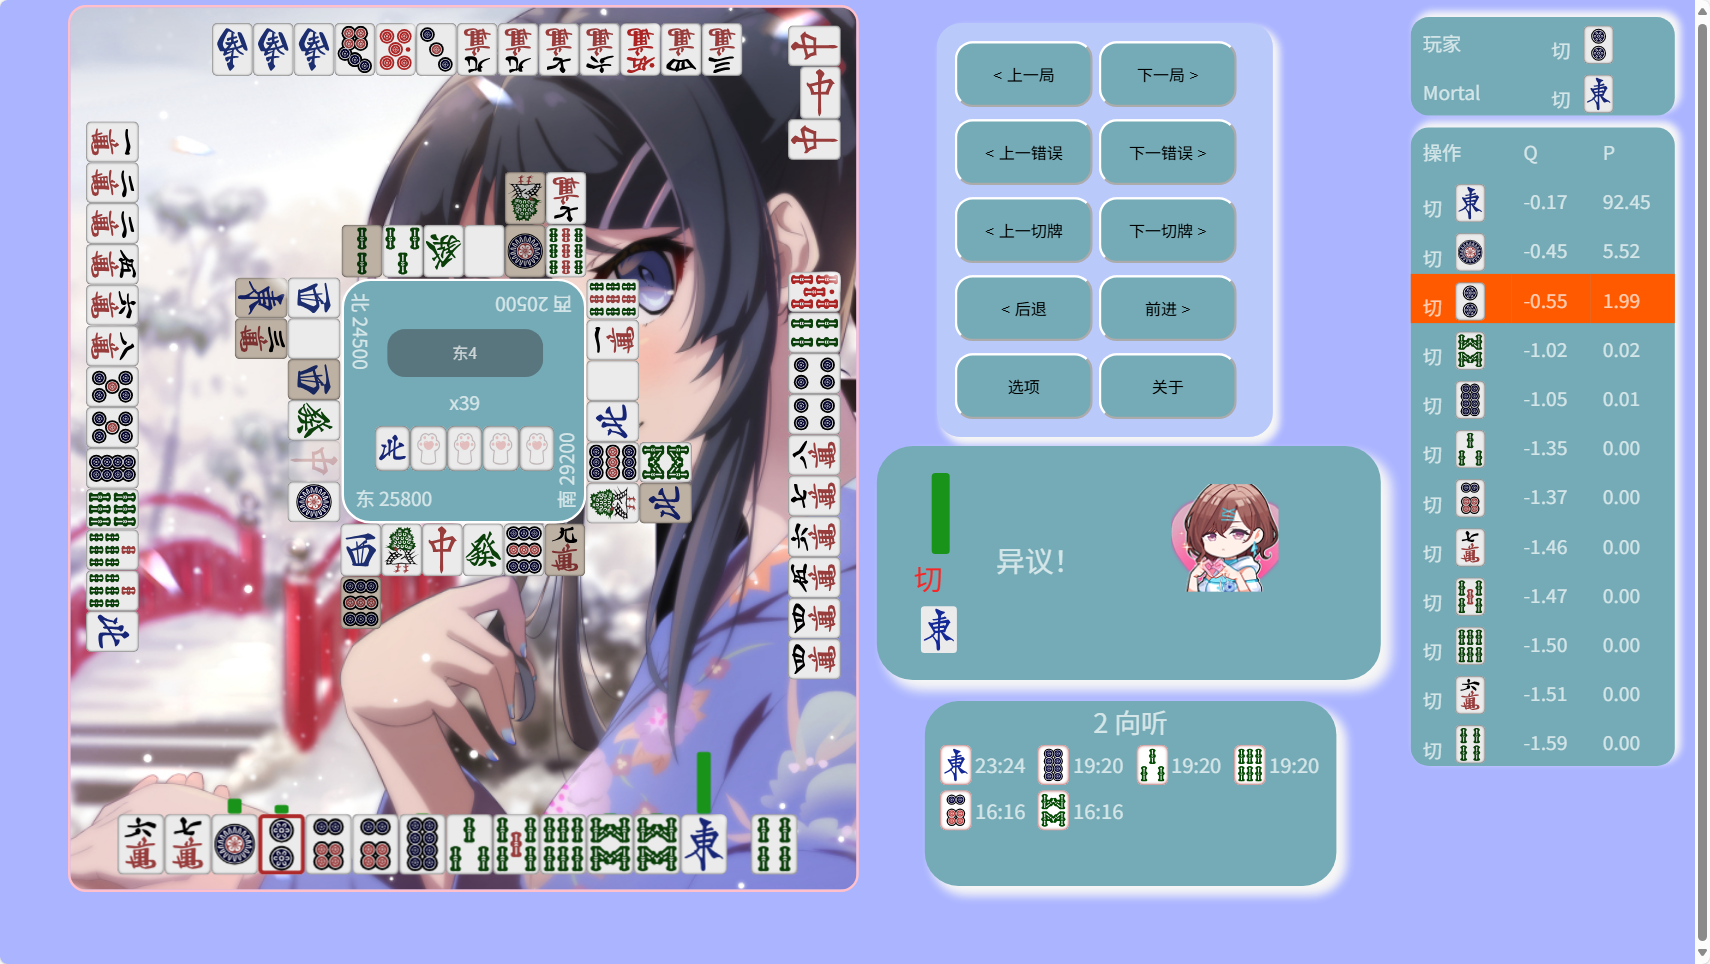 北 24500
西 20500
东4
x39
东 25800
南 29200
< 上一局
下一局 >
< 上一错误
下一错误 >
< 上一切牌
下一切牌 >
< 后退
前进 >
选项
关于
切
异议！
2 向听
23:24
19:20
19:20
19:20
16:16
16:16
玩家 切
Mortal 切
操作 Q P
切 -0.17 92.45
切 -0.45 5.52
切 -0.55 1.99
切 -1.02 0.02
切 -1.05 0.01
切 -1.35 0.00
切 -1.37 0.00
切 -1.46 0.00
切 -1.47 0.00
切 -1.50 0.00
切 -1.51 0.00
切 -1.59 0.00